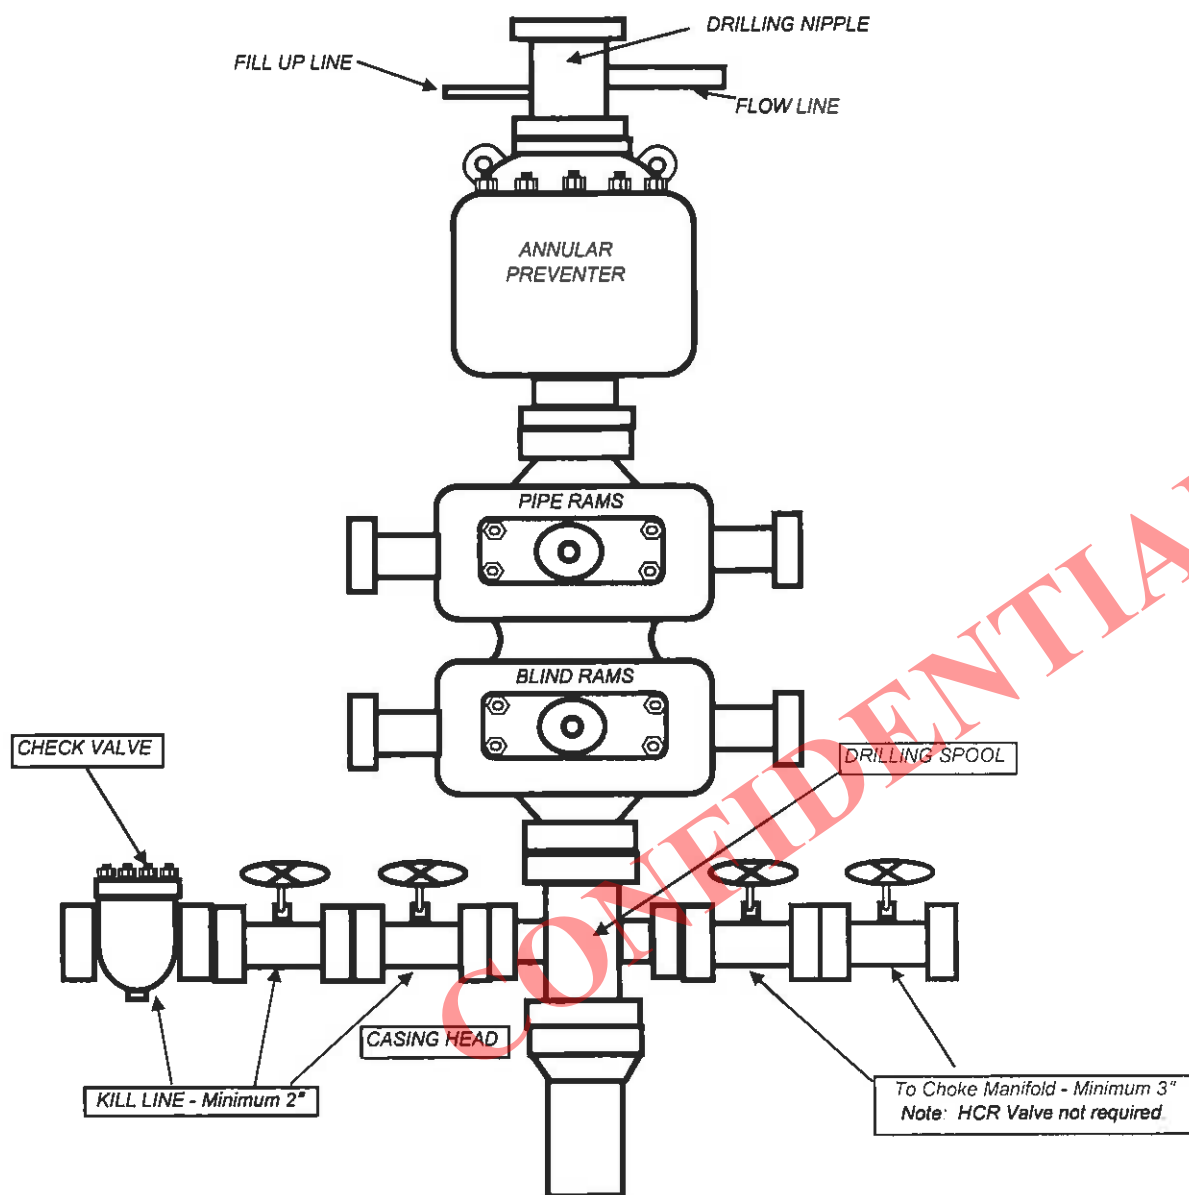 DRILLING NIPPLE
FILL UP LINE
FLOW LINE
ANNULAR
PREVENTER
PIPE RAMS
BLIND RAMS
CHECK VALVE
DRILLING SPOOL
CASING HEAD
KILL LINE - Minimum 2"
To Choke Manifold - Minimum 3"
Note: HCR Valve not required
CONFIDENTIA